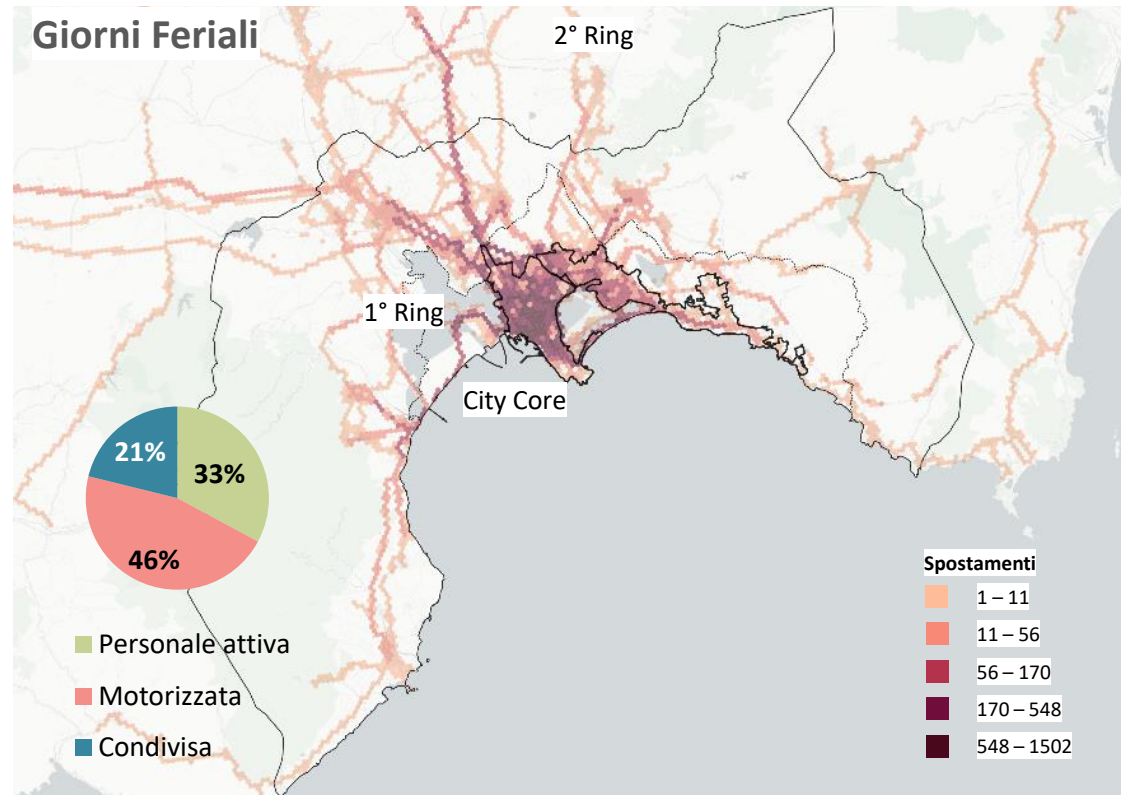 Giorni Feriali
2° Ring
1° Ring
City Core
21%
33%
46%
Personale attiva
Motorizzata
Condivisa
Spostamenti
1 – 11
11 – 56
56 – 170
170 – 548
548 – 1502